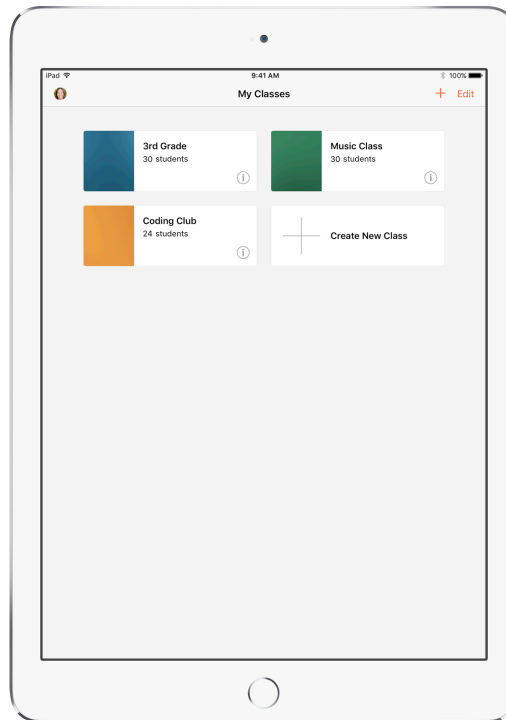 iPad 9:41 AM 100%
My Classes + Edit
3rd Grade
30 students
Music Class
30 students
Coding Club
24 students
Create New Class